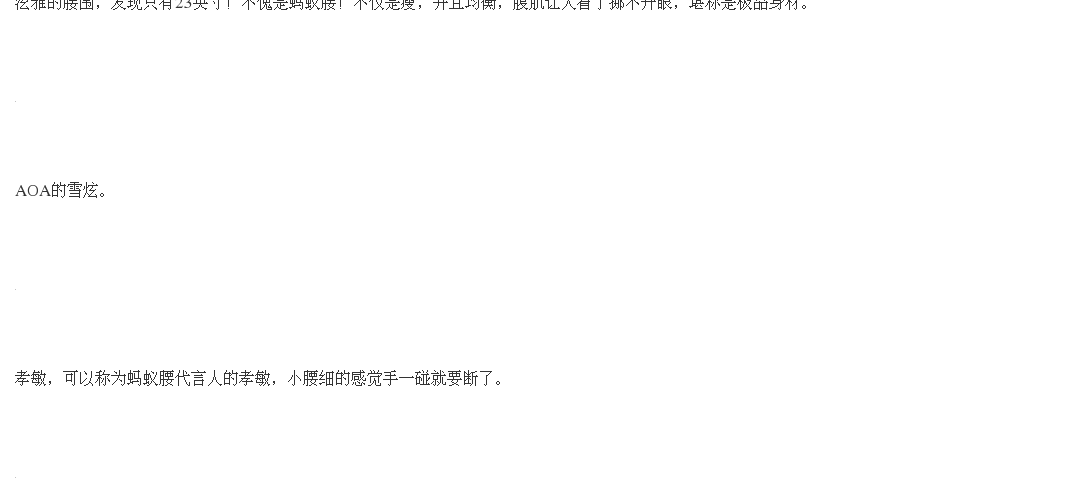 泫雅的腰围，发现只有23英寸！不愧是蚂蚁腰！不仅是瘦，并且均衡，腹肌让人看了挪不开眼，堪称是极品身材。
AOA的雪炫。
孝敏，可以称为蚂蚁腰代言人的孝敏，小腰细的感觉手一碰就要断了。